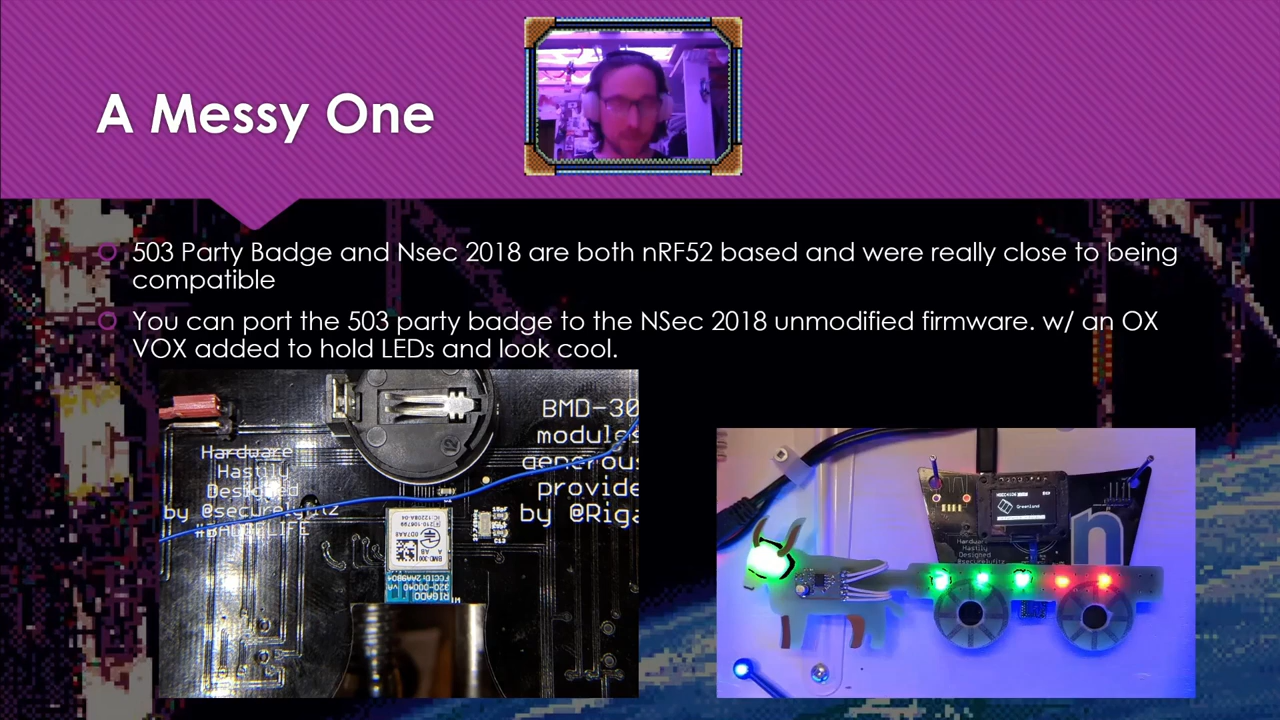 A Messy One
503 Party Badge and Nsec 2018 are both nRF52 based and were really close to being
compatible
You can port the 503 party badge to the NSec 2018 unmodified firmware. w/ an OX
VOX added to hold LEDs and look cool.
BMD-30
modules
generous
provide
by @Riga
Hardware
Hastily
Designed
by
RIGADO
Hardware
Hastily
Designed
Greenland
n